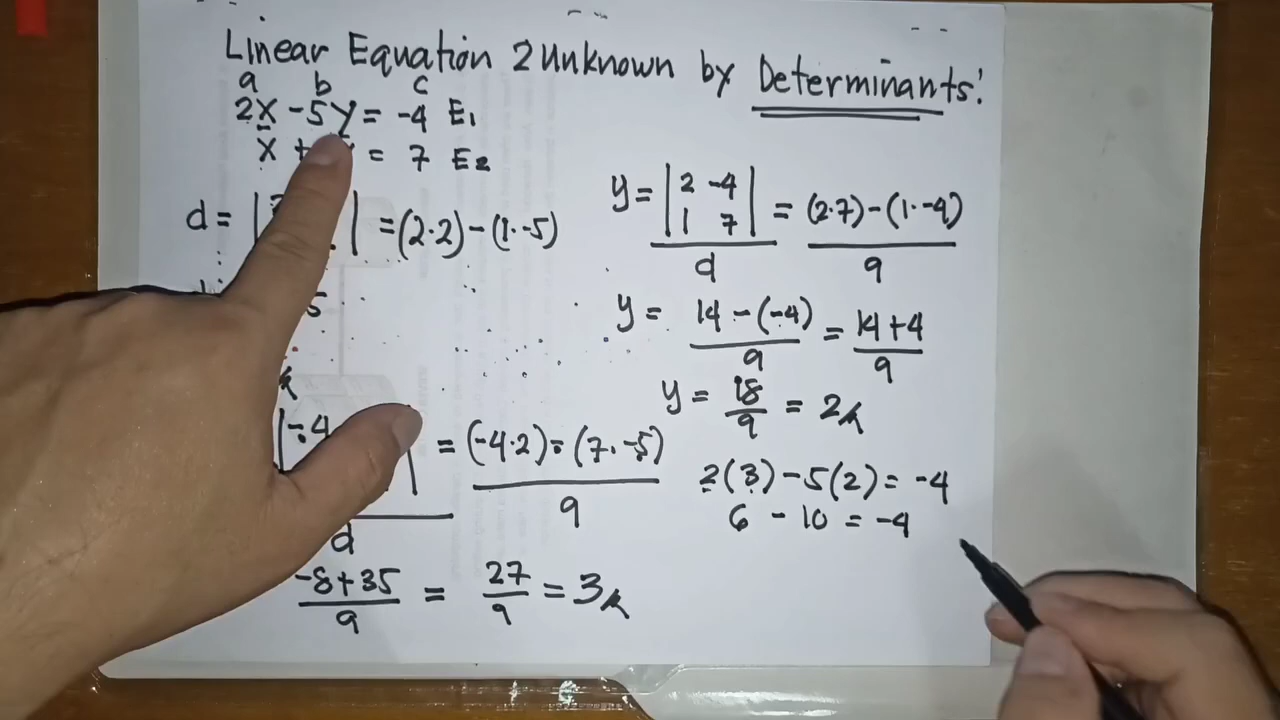 Linear Equation 2 Unknown by Determinants:
a b c
2X - 5Y = -4 E1
X + = 7 E2
d = | | = (2·2) - (1·-5)
5
|-4 | = (-4·2) - (7·-5)
d 9
-8+35 = 27 = 3
9 9
y = |2 -4| = (2·7) - (1·-4)
|1 7|
d 9
y = 14 - (-4) = 14 + 4
9 9
y = 18 = 2
9
2(3) - 5(2) = -4
6 - 10 = -4